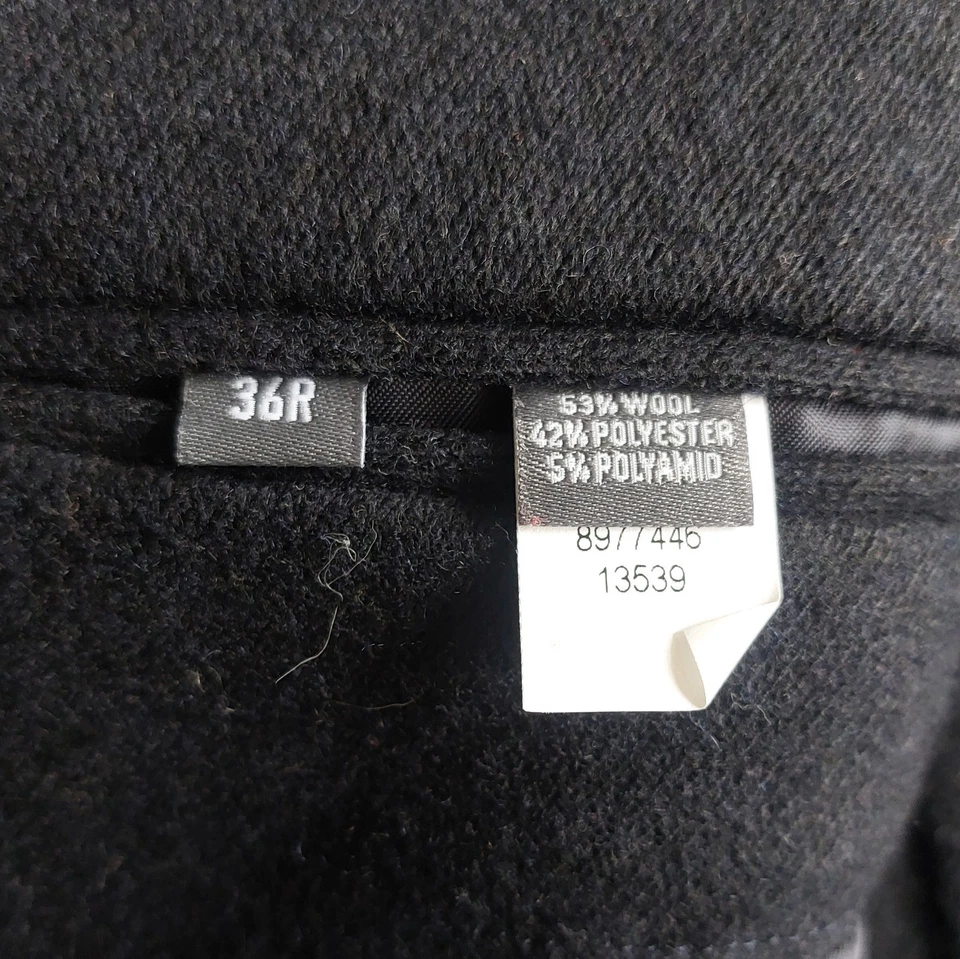 36R
53% WOOL
42% POLYESTER
5% POLYAMID
8977446
13539